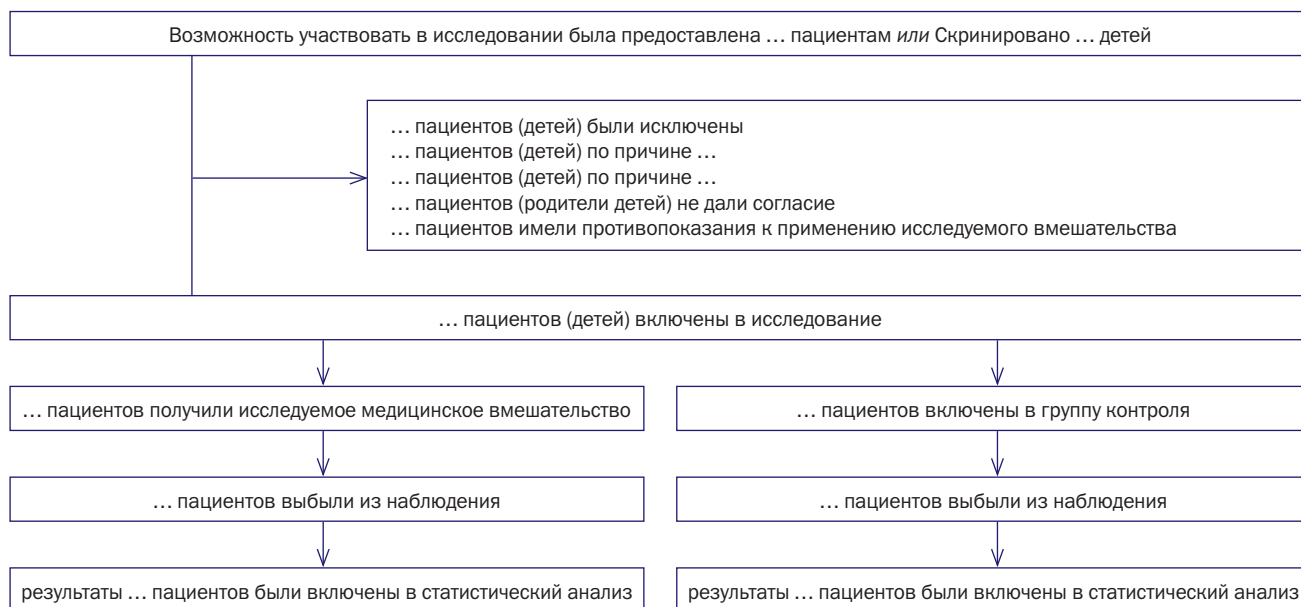 Возможность участвовать в исследовании была предоставлена … пациентам или Скринировано … детей
… пациентов (детей) были исключены
… пациентов (детей) по причине …
… пациентов (детей) по причине …
… пациентов (родители детей) не дали согласие
… пациентов имели противопоказания к применению исследуемого вмешательства
… пациентов (детей) включены в исследование
… пациентов получили исследуемое медицинское вмешательство
… пациентов включены в группу контроля
… пациентов выбыли из наблюдения
… пациентов выбыли из наблюдения
результаты … пациентов были включены в статистический анализ
результаты … пациентов были включены в статистический анализ